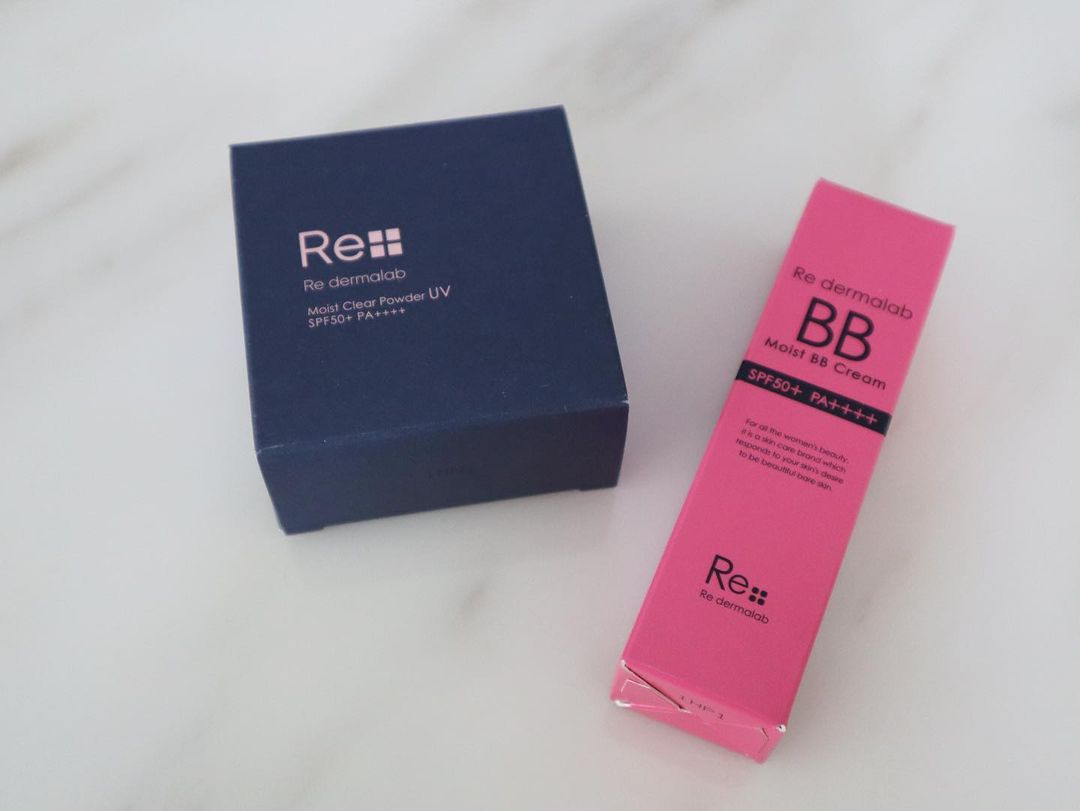 Re
Re dermalab
Moist Clear Powder UV
SPF50+ PA++++
Re dermalab
BB
Moist BB Cream
SPF50+ PA++++
For all the women's beauty,
it is a skin care brand which
responds to your skin's desire
to be beautiful bare skin.
Re
Re dermalab